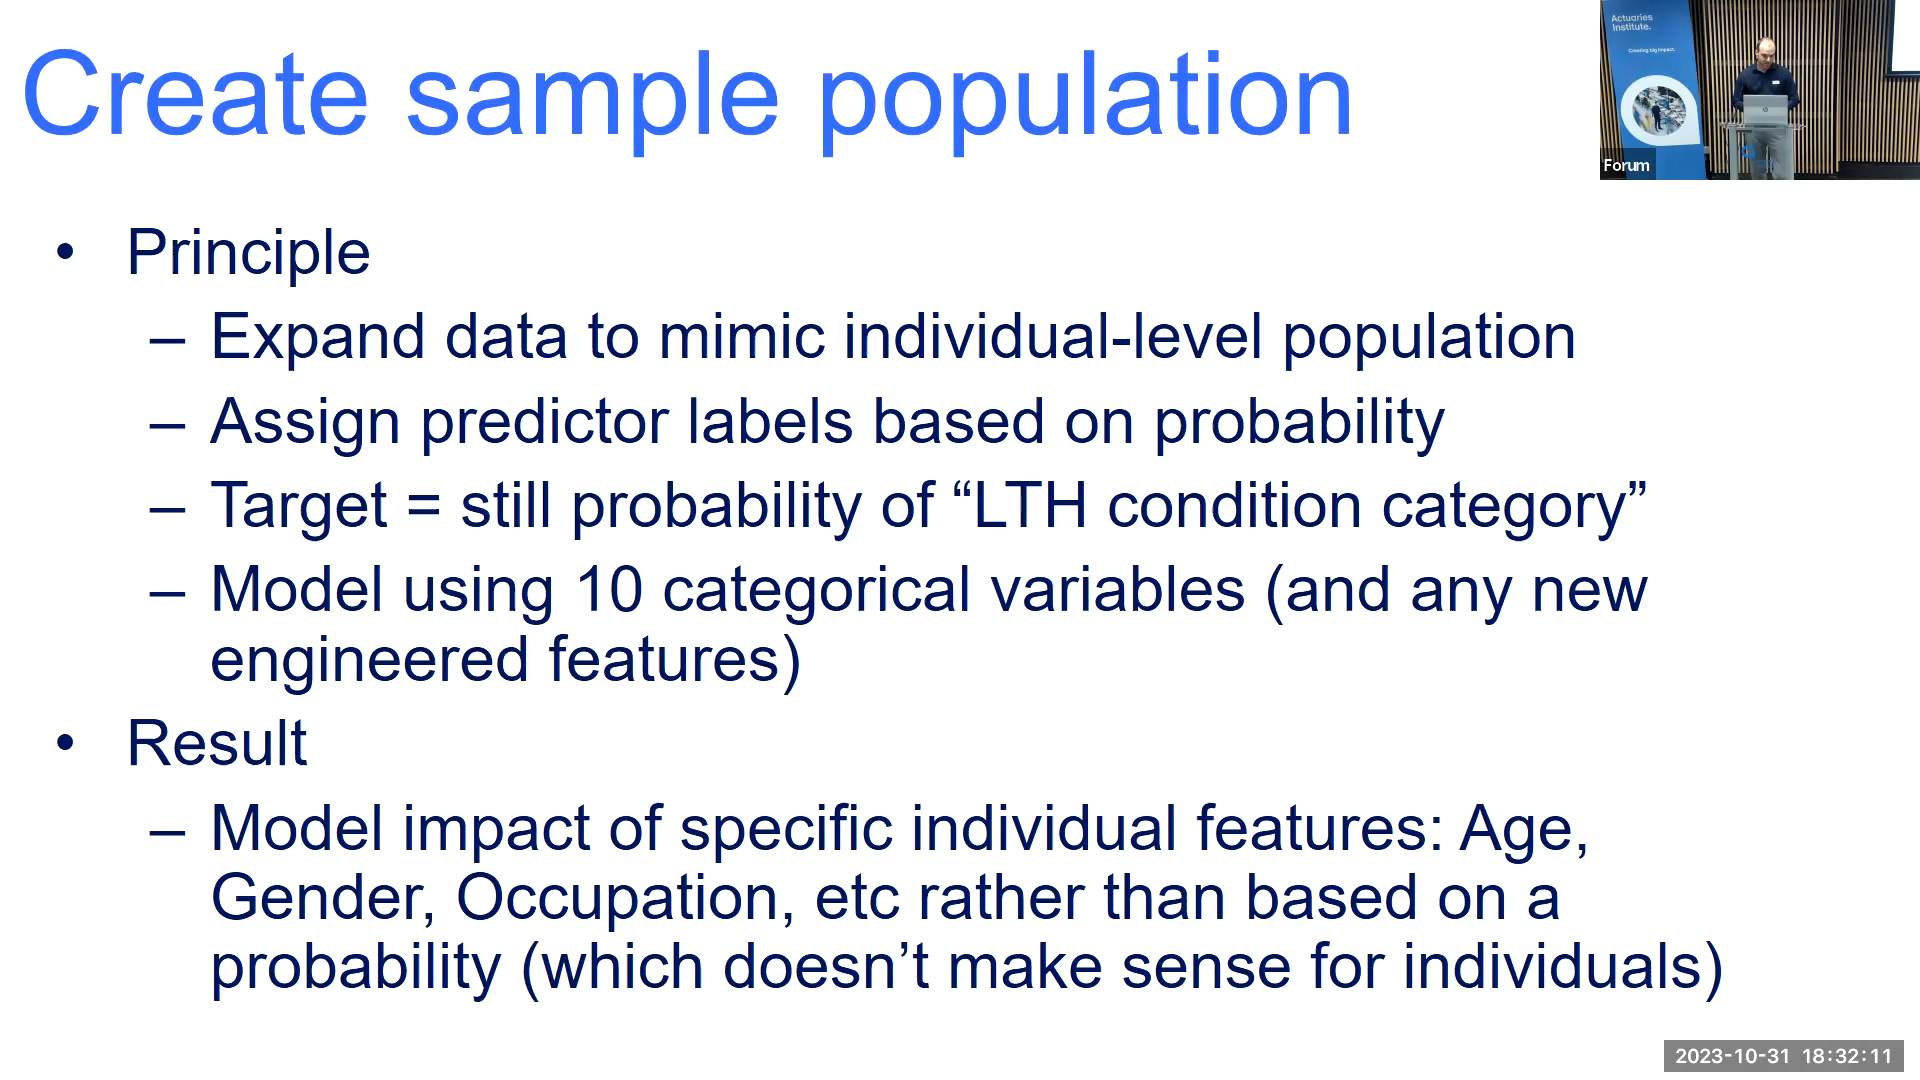 Create sample population
Actuaries
Institute.
Creating big impact.
Forum
• Principle
– Expand data to mimic individual-level population
– Assign predictor labels based on probability
– Target = still probability of “LTH condition category”
– Model using 10 categorical variables (and any new
engineered features)
• Result
– Model impact of specific individual features: Age,
Gender, Occupation, etc rather than based on a
probability (which doesn’t make sense for individuals)
2023-10-31 18:32:11